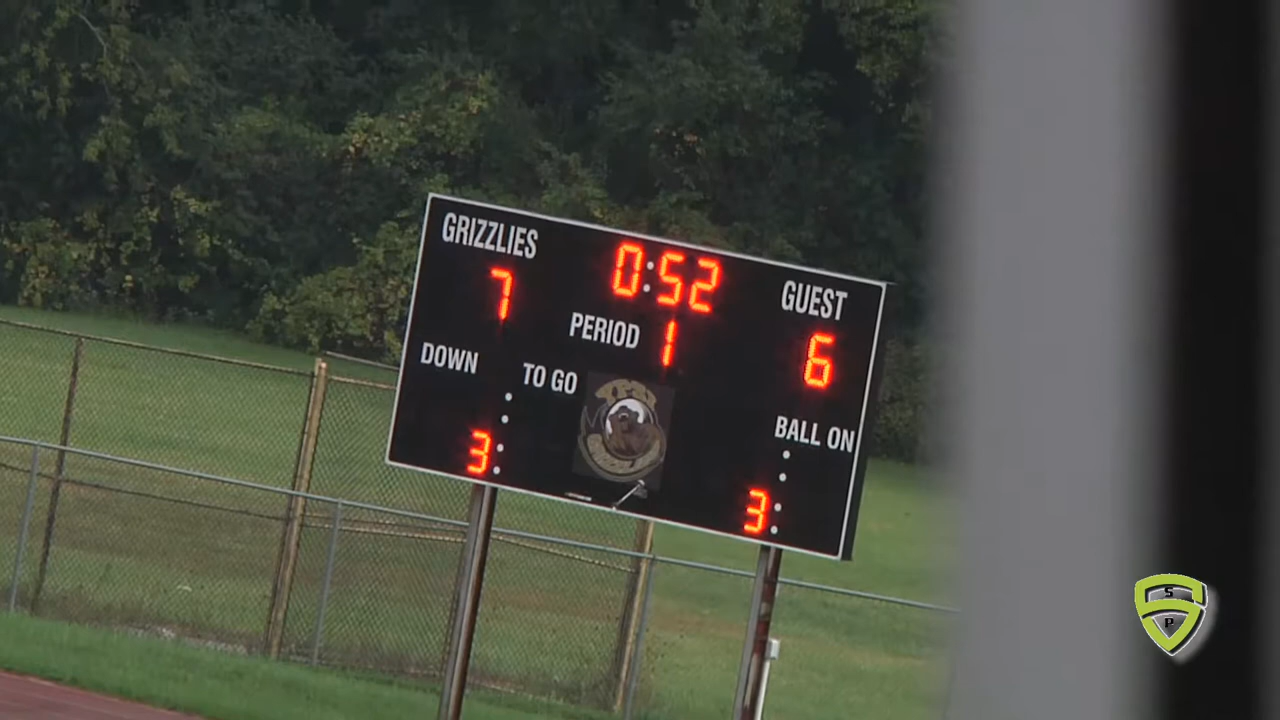 GRIZZLIES 0:52 GUEST
7 PERIOD 1 6
DOWN TO GO BALL ON
3 3
S
P